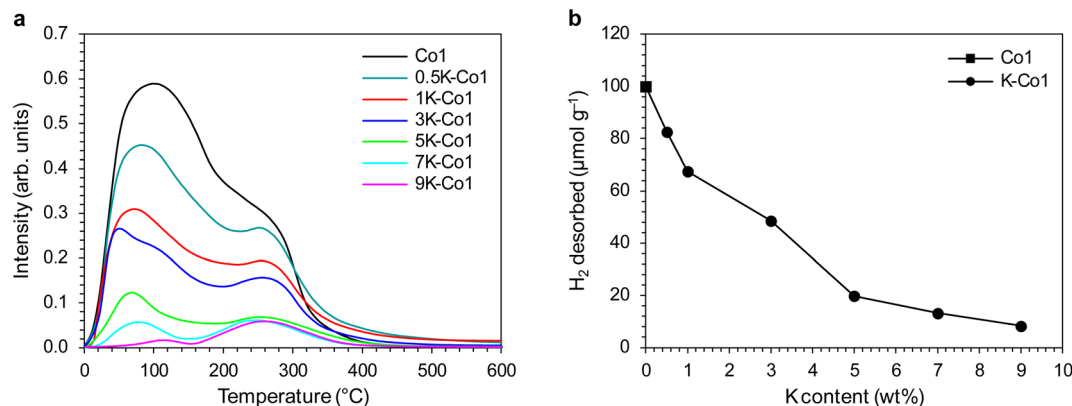 a
0.7
0.6
0.5
0.4
0.3
0.2
0.1
0.0
Intensity (arb. units)
0 100 200 300 400 500 600
Temperature (°C)
Co1
0.5K-Co1
1K-Co1
3K-Co1
5K-Co1
7K-Co1
9K-Co1
b
120
100
80
60
40
20
0
H₂ desorbed (µmol g⁻¹)
0 1 2 3 4 5 6 7 8 9 10
K content (wt%)
Co1
K-Co1